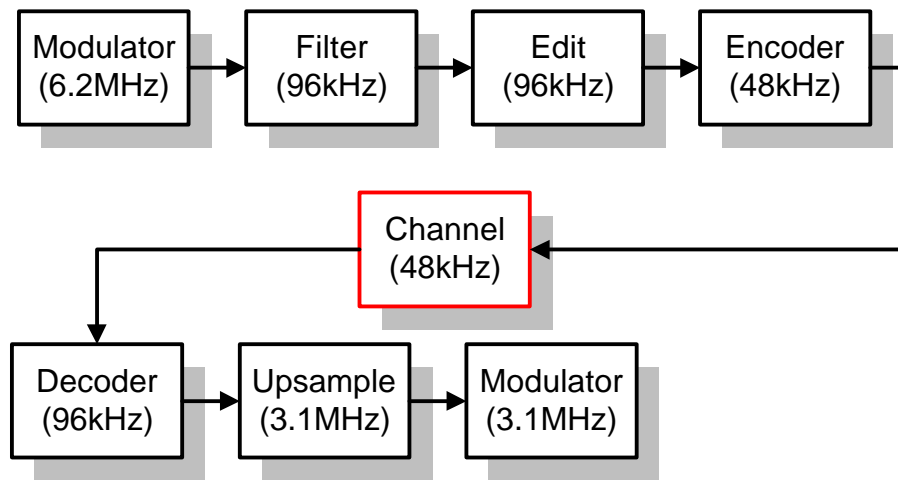 Modulator
(6.2MHz)
Filter
(96kHz)
Edit
(96kHz)
Encoder
(48kHz)
Channel
(48kHz)
Decoder
(96kHz)
Upsample
(3.1MHz)
Modulator
(3.1MHz)